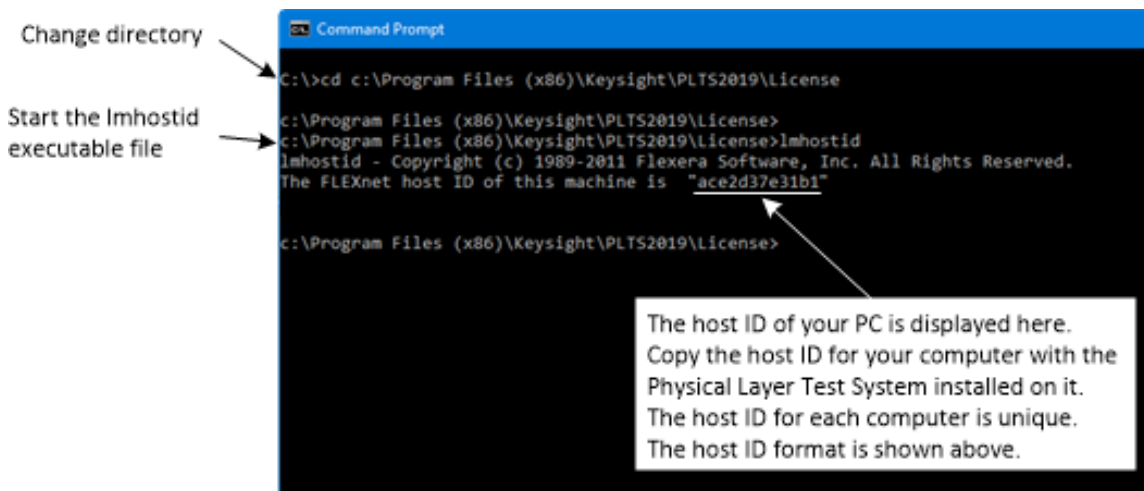 Command Prompt
Change directory
C:\>cd c:\Program Files (x86)\Keysight\PLTS2019\License
c:\Program Files (x86)\Keysight\PLTS2019\License>
Start the lmhostid
executable file
c:\Program Files (x86)\Keysight\PLTS2019\License>lmhostid
lmhostid - Copyright (c) 1989-2011 Flexera Software, Inc. All Rights Reserved.
The FLEXnet host ID of this machine is "ace2d37e31b1"
c:\Program Files (x86)\Keysight\PLTS2019\License>
The host ID of your PC is displayed here.
Copy the host ID for your computer with the
Physical Layer Test System installed on it.
The host ID for each computer is unique.
The host ID format is shown above.